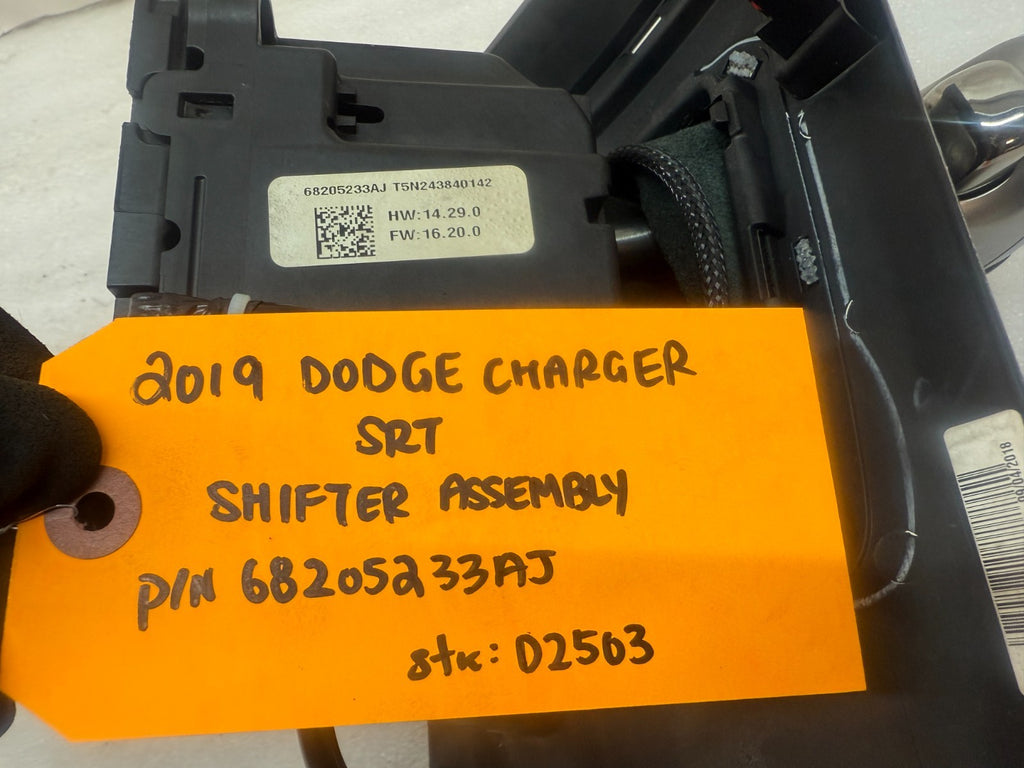 68205233AJ T5N243840142
HW:14.29.0
FW:16.20.0
2019 DODGE CHARGER
SRT
SHIFTER ASSEMBLY
P/N 68205233AJ
stk: D2503